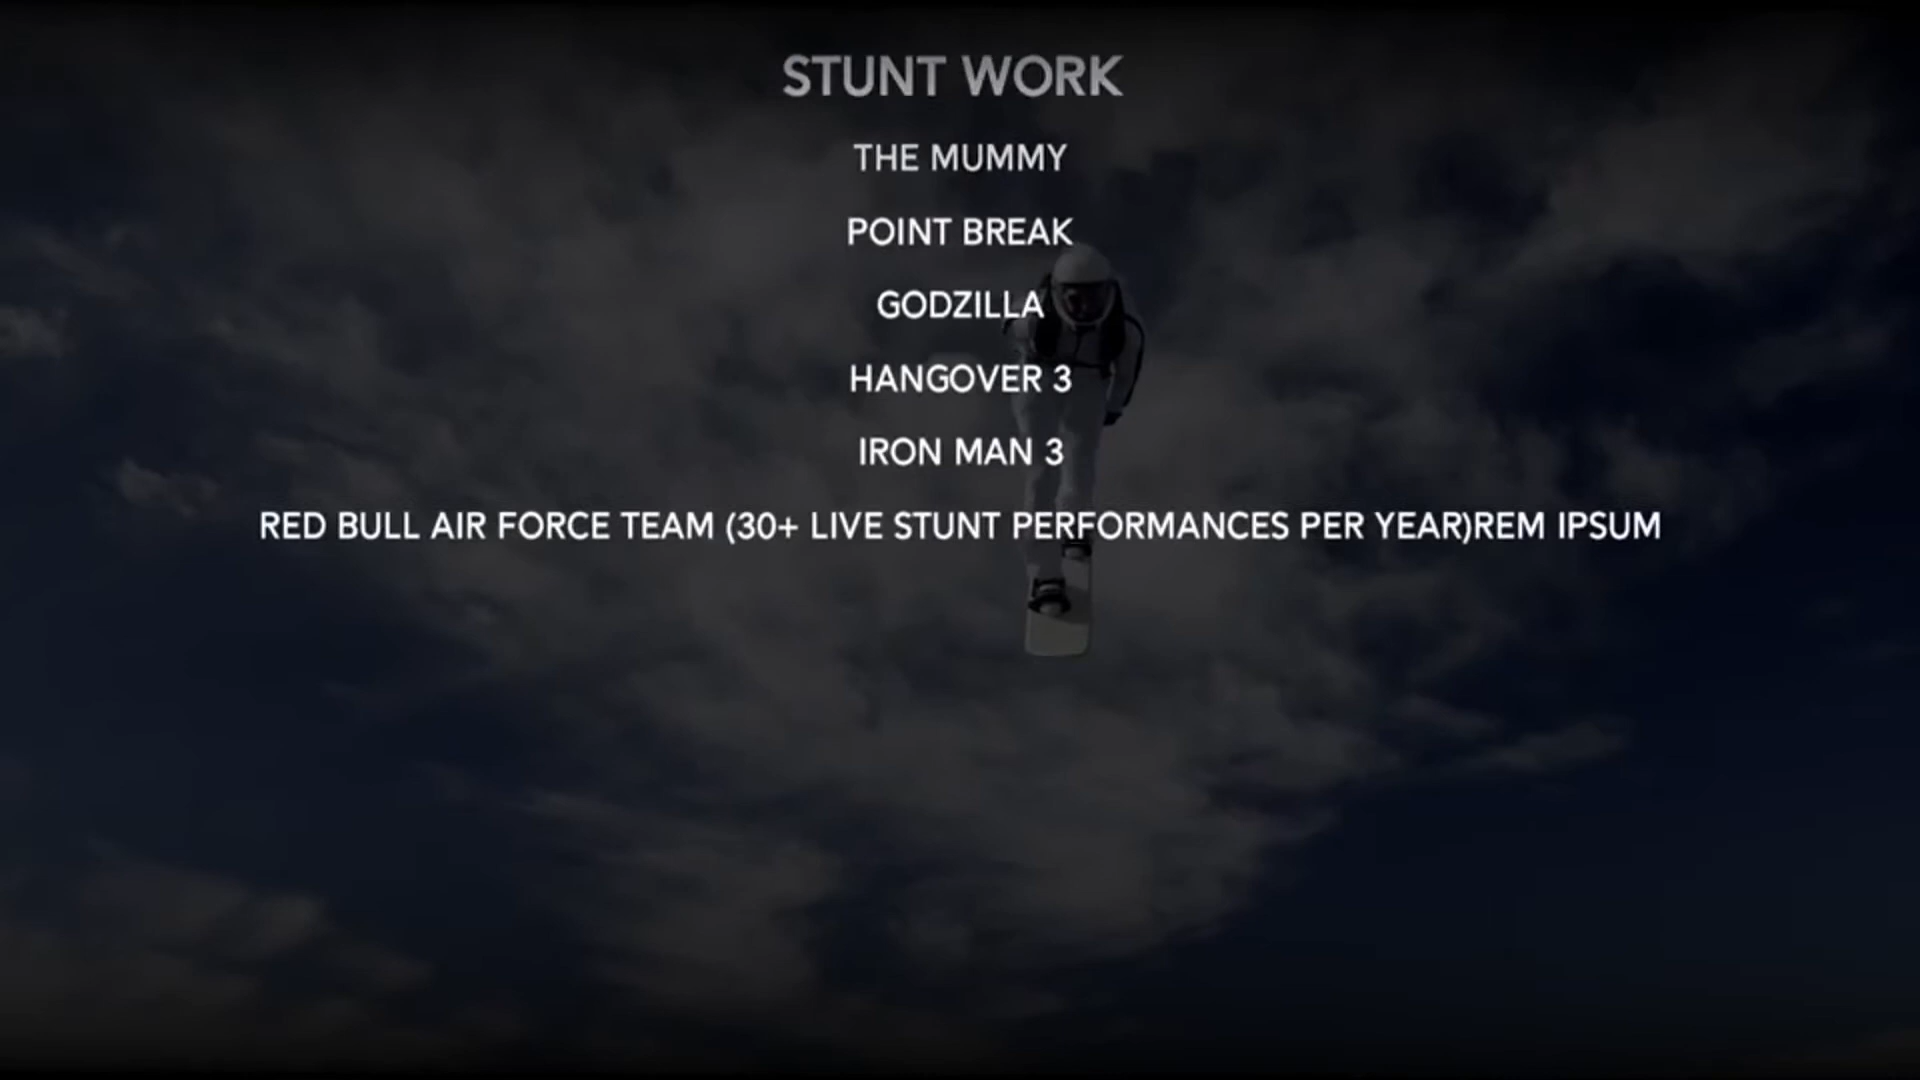 STUNT WORK
THE MUMMY
POINT BREAK
GODZILLA
HANGOVER 3
IRON MAN 3
RED BULL AIR FORCE TEAM (30+ LIVE STUNT PERFORMANCES PER YEAR)REM IPSUM